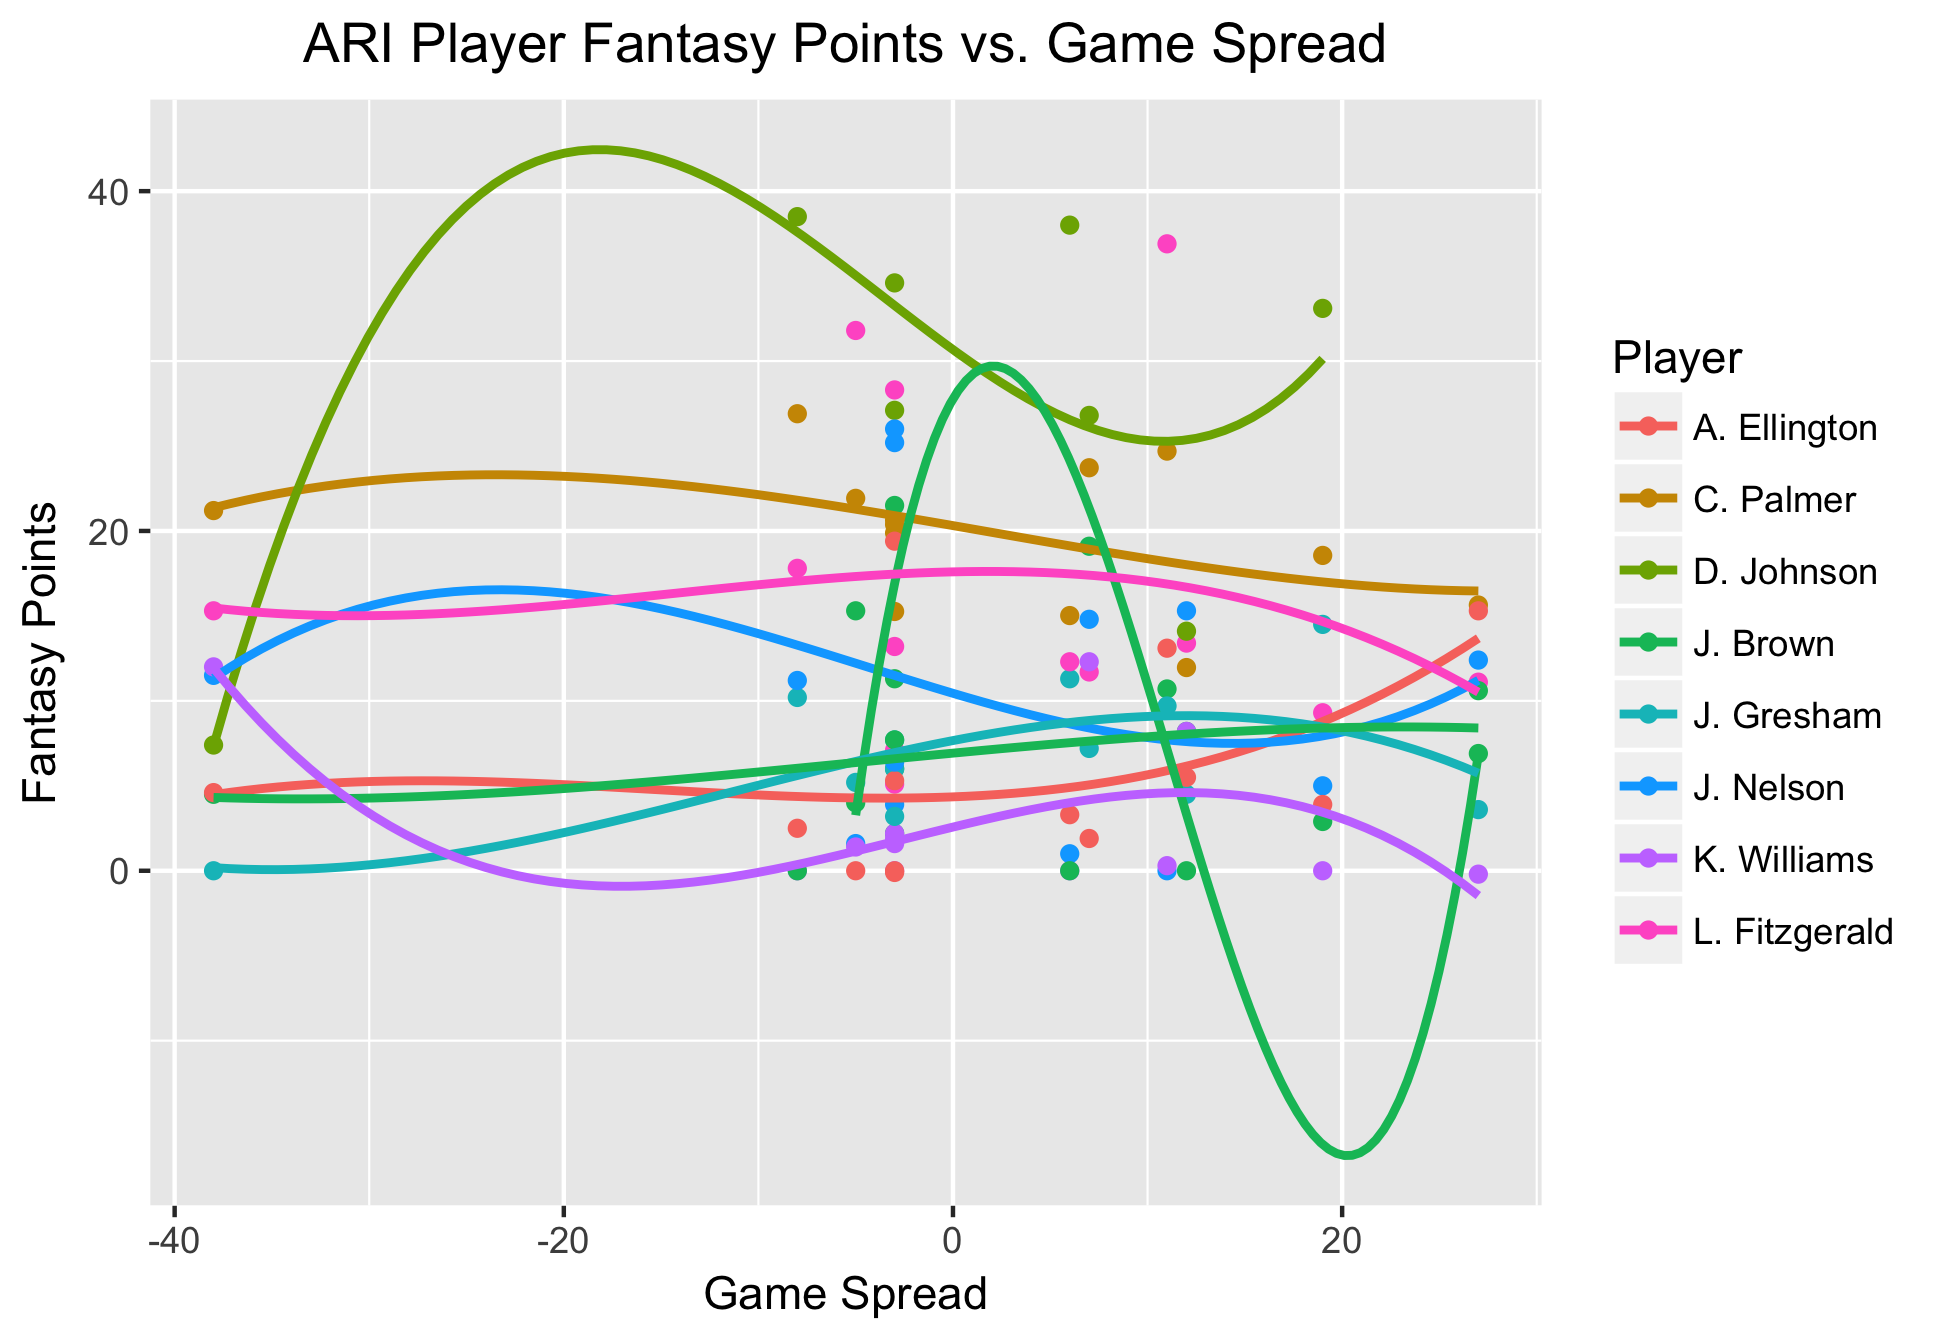 ARI Player Fantasy Points vs. Game Spread
Fantasy Points
40
20
0
-40
-20
0
20
Game Spread
Player
A. Ellington
C. Palmer
D. Johnson
J. Brown
J. Gresham
J. Nelson
K. Williams
L. Fitzgerald